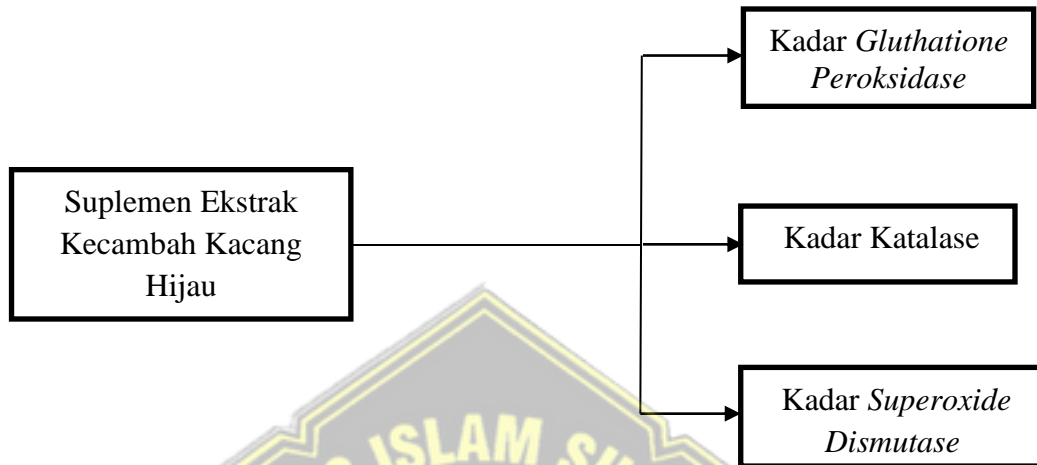 Kadar Gluthatione
Peroksidase
Suplemen Ekstrak
Kecambah Kacang
Hijau
Kadar Katalase
Kadar Superoxide
Dismutase
ISLAM